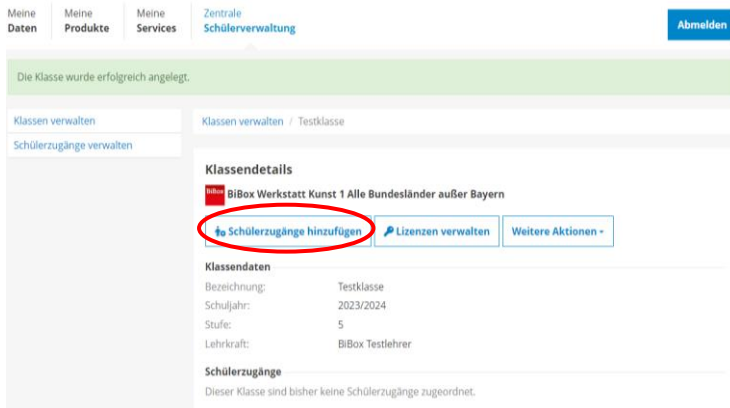 Meine Daten
Meine Produkte
Meine Services
Zentrale Schülerverwaltung
Abmelden
Die Klasse wurde erfolgreich angelegt.
Klassen verwalten
Schülerzugänge verwalten
Klassen verwalten / Testklasse
Klassendetails
BiBox BiBox Werkstatt Kunst 1 Alle Bundesländer außer Bayern
Schülerzugänge hinzufügen Lizenzen verwalten Weitere Aktionen
Klassendaten
Bezeichnung: Testklasse
Schuljahr: 2023/2024
Stufe: 5
Lehrkraft: BiBox Testlehrer
Schülerzugänge
Dieser Klasse sind bisher keine Schülerzugänge zugeordnet.